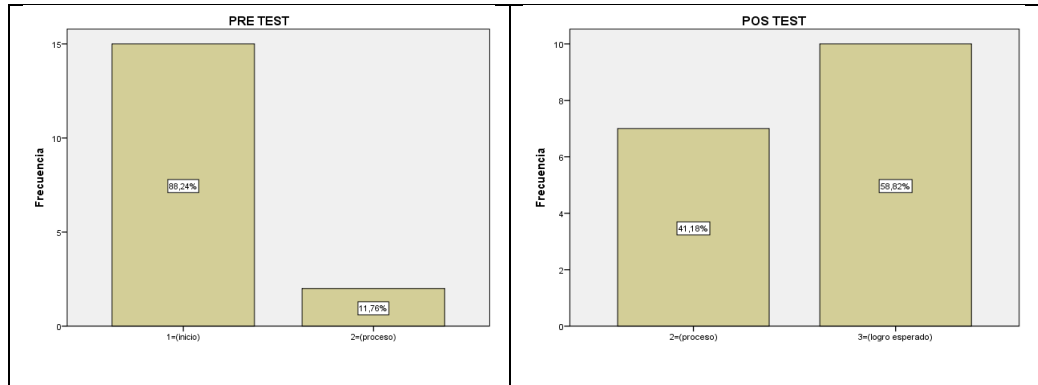 PRE TEST
Frecuencia
15
10
5
0
88,24%
11,76%
1=(inicio)
2=(proceso)
POS TEST
Frecuencia
10
8
6
4
2
0
41,18%
58,82%
2=(proceso)
3=(logro esperado)